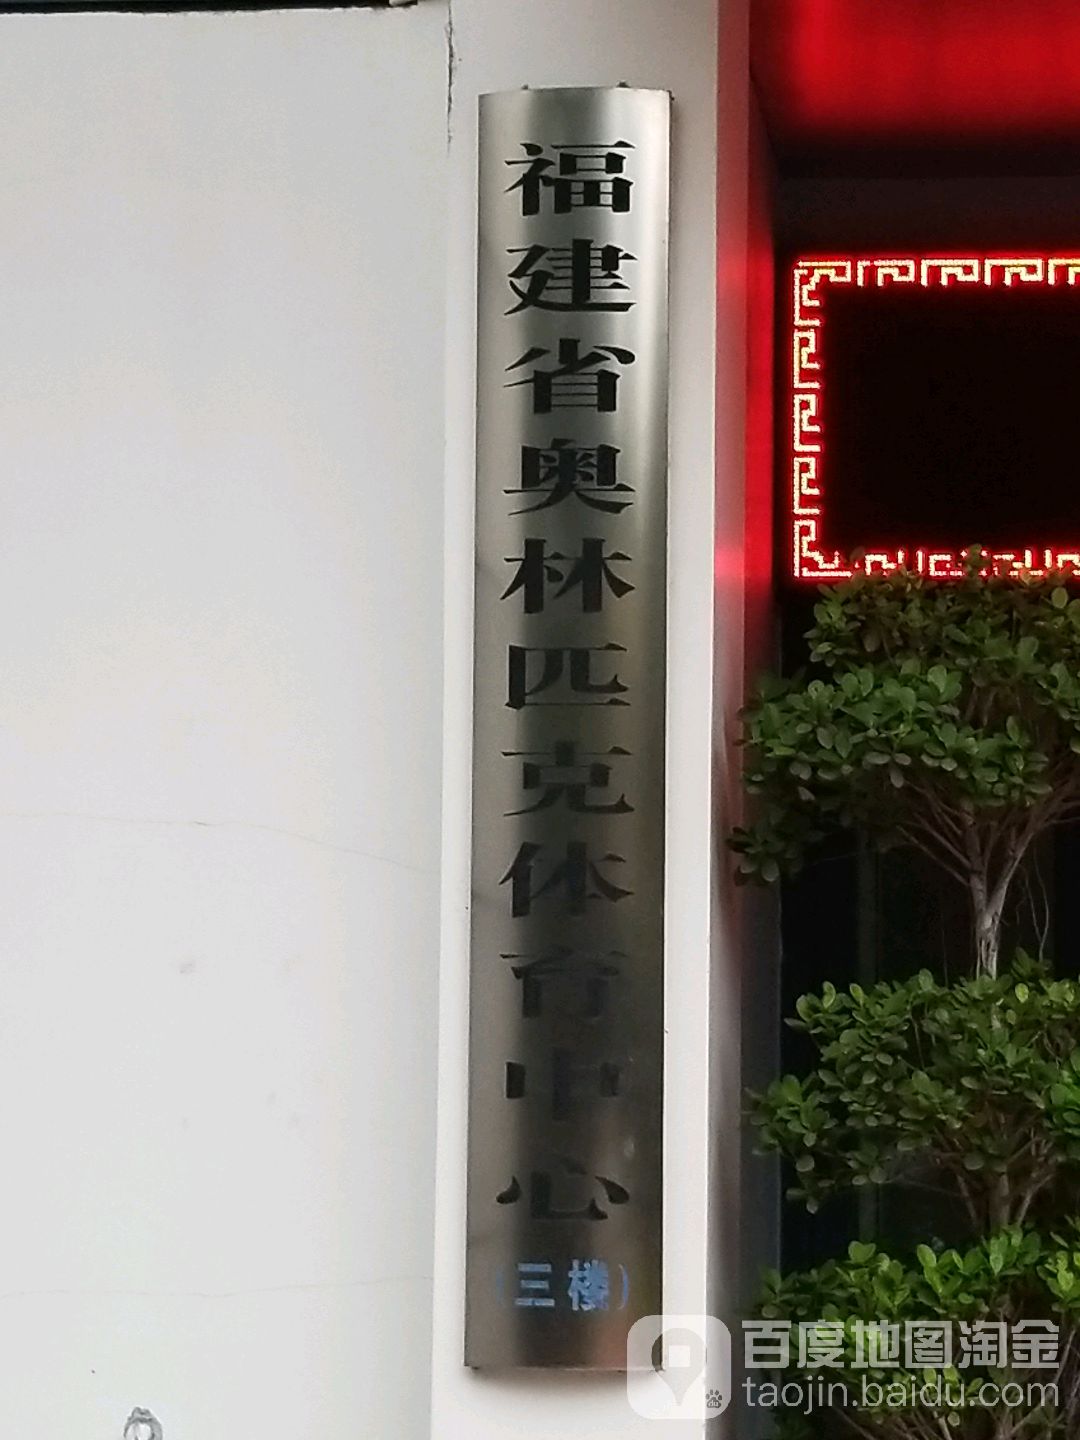 福建省奥林匹克体育中心
（三楼）
百度地图淘金
taojin.baidu.com